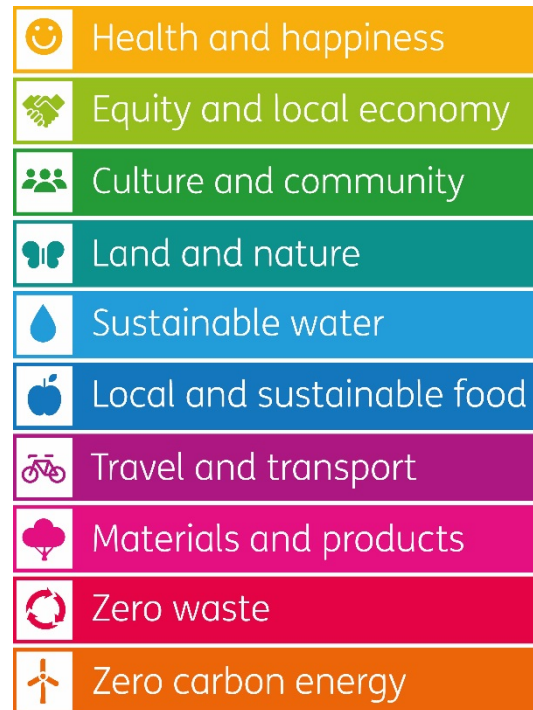 Health and happiness
Equity and local economy
Culture and community
Land and nature
Sustainable water
Local and sustainable food
Travel and transport
Materials and products
Zero waste
Zero carbon energy